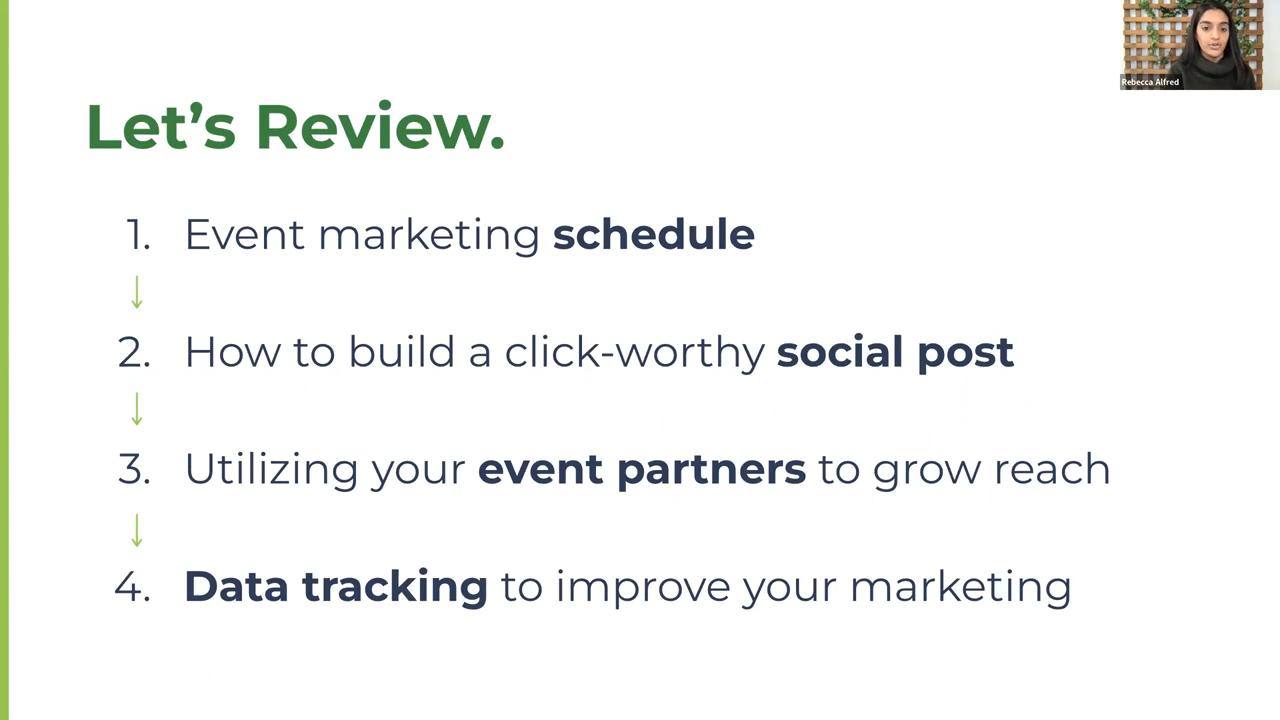 Rebecca Alfred
Let's Review.
1. Event marketing schedule
2. How to build a click-worthy social post
3. Utilizing your event partners to grow reach
4. Data tracking to improve your marketing